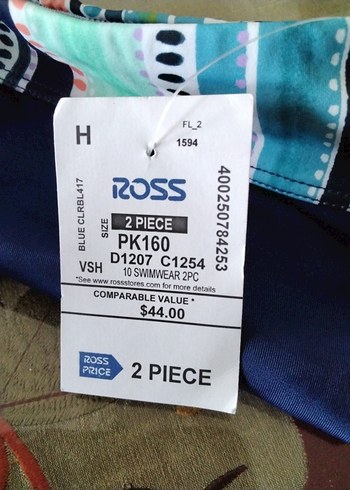 H
FL_2
1594
ROSS
BLUE CLRBL417
SIZE
2 PIECE
PK160
D1207 C1254
VSH
10 SWIMWEAR 2PC
*See www.rossstores.com for more details
400250784253
COMPARABLE VALUE *
$44.00
ROSS
PRICE
2 PIECE